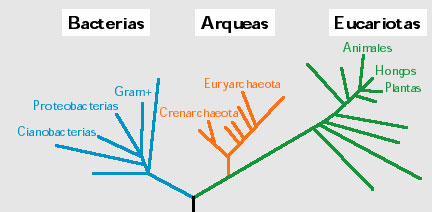 Bacterias
Arqueas
Eucariotas
Animales
Hongos
Plantas
Gram+
Euryarchaeota
Proteobacterias
Crenarchaeota
Cianobacterias